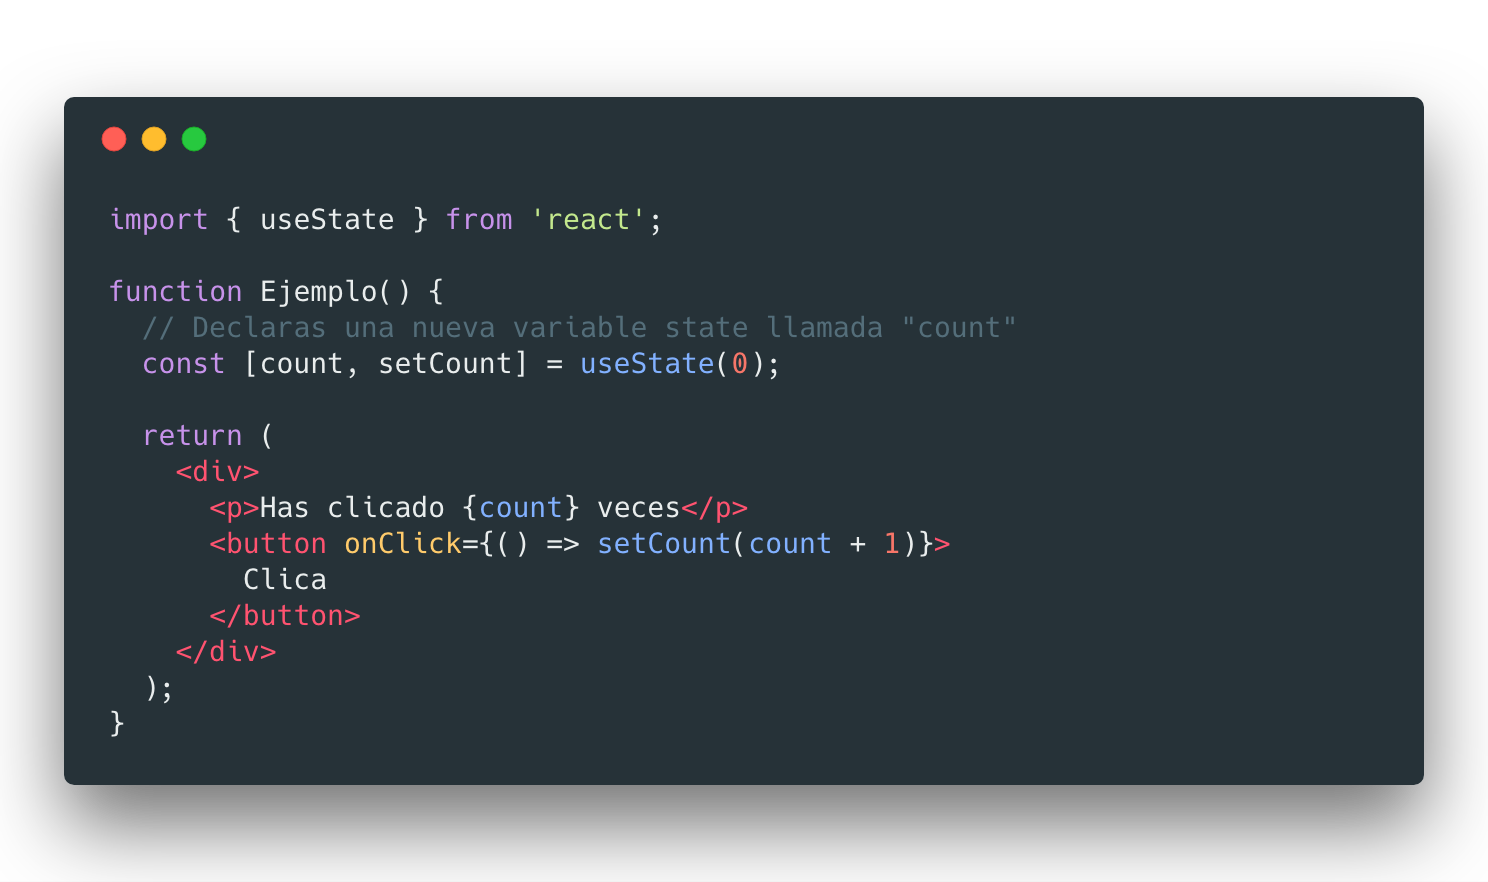 import { useState } from 'react';

function Ejemplo() {
  // Declaras una nueva variable state llamada "count"
  const [count, setCount] = useState(0);

  return (
    <div>
      <p>Has clicado {count} veces</p>
      <button onClick={() => setCount(count + 1)}>
        Clica
      </button>
    </div>
  );
}